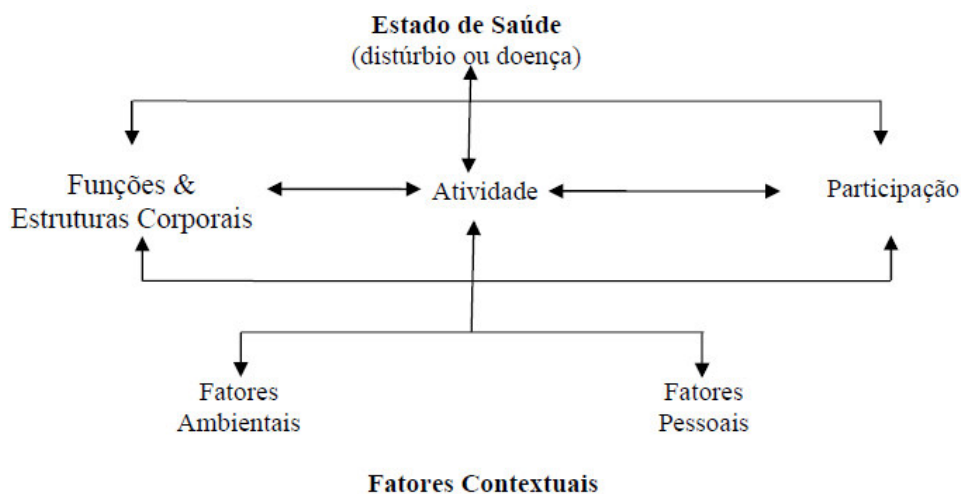 Estado de Saúde
(distúrbio ou doença)
Funções &
Estruturas Corporais
Atividade
Participação
Fatores
Ambientais
Fatores
Pessoais
Fatores Contextuais